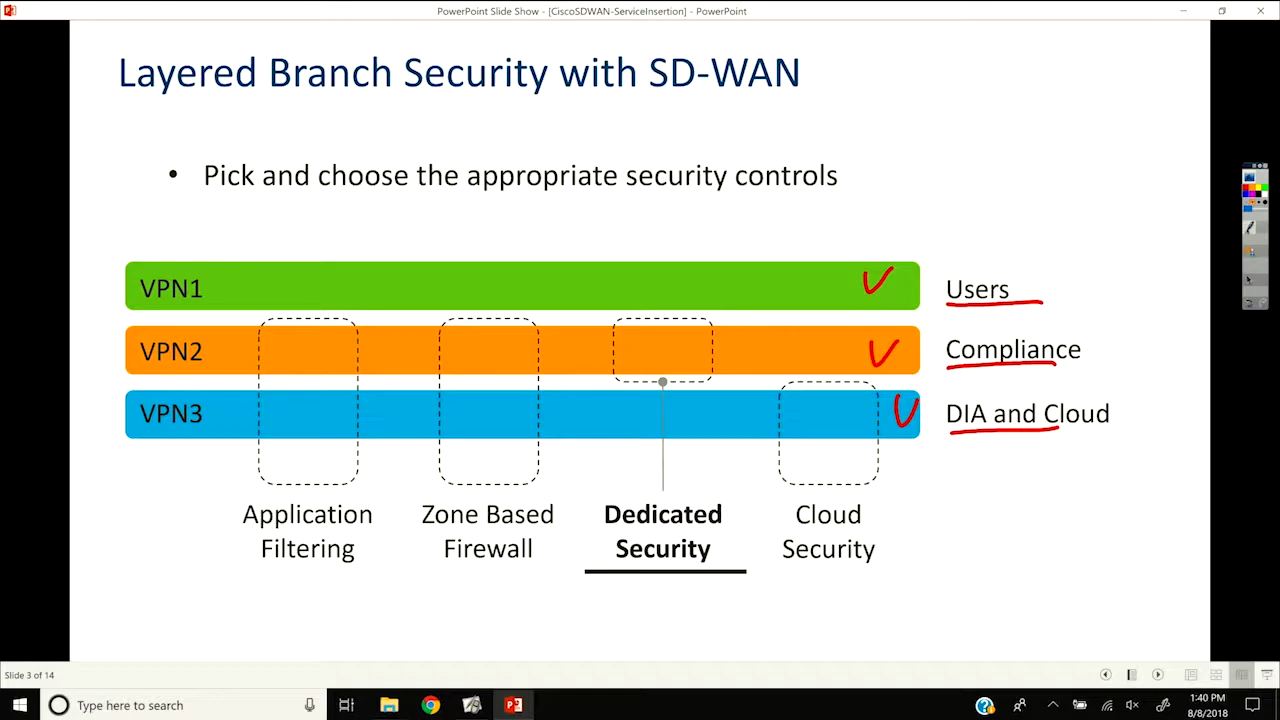 PowerPoint Slide Show - [CiscoSDWAN-ServiceInsertion] - PowerPoint
Layered Branch Security with SD-WAN
• Pick and choose the appropriate security controls
VPN1
Users
VPN2
Compliance
VPN3
DIA and Cloud
Application
Filtering
Zone Based
Firewall
Dedicated
Security
Cloud
Security
Slide 3 of 14
Type here to search
1:40 PM
8/8/2018